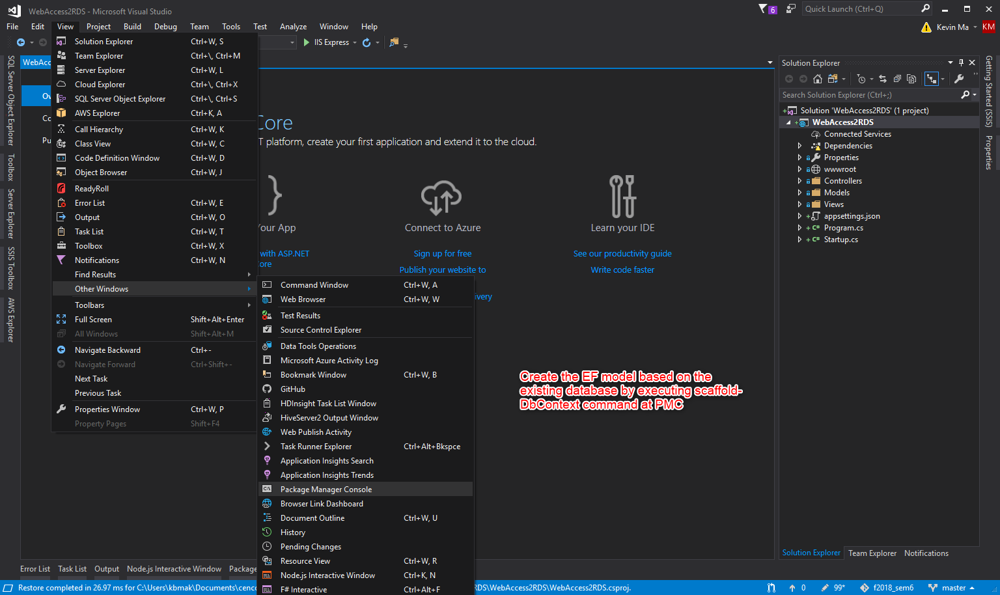 WebAccess2RDS - Microsoft Visual Studio
6
Quick Launch (Ctrl+Q)
File Edit View Project Build Debug Team Tools Test Analyze Window Help
Kevin Ma KM
IIS Express
SQL Server Object Explorer
Toolbox
Server Explorer
SSIS Toolbox
AWS Explorer
WebAcc
Ov
Co
Pu
Solution Explorer Ctrl+W, S
Team Explorer Ctrl+\, Ctrl+M
Server Explorer Ctrl+W, L
Cloud Explorer Ctrl+\, Ctrl+X
SQL Server Object Explorer Ctrl+\, Ctrl+S
AWS Explorer Ctrl+K, A
Call Hierarchy Ctrl+W, K
Class View Ctrl+W, C
Code Definition Window Ctrl+W, D
Object Browser Ctrl+W, J
ReadyRoll
Error List Ctrl+W, E
Output Ctrl+W, O
Task List Ctrl+W, T
Toolbox Ctrl+W, X
Notifications Ctrl+W, N
Find Results
Other Windows
Toolbars
Full Screen Shift+Alt+Enter
All Windows Shift+Alt+M
Navigate Backward Ctrl+-
Navigate Forward Ctrl+Shift+-
Next Task
Previous Task
Properties Window Ctrl+W, P
Property Pages Shift+F4
Core
T platform, create your first application and extend it to the cloud.
Your App
with ASP.NET
ore
Connect to Azure
Sign up for free
Publish your website to
ivery
Learn your IDE
See our productivity guide
Write code faster
Command Window Ctrl+W, A
Web Browser Ctrl+W, W
Test Results
Source Control Explorer
Data Tools Operations
Microsoft Azure Activity Log
Bookmark Window Ctrl+W, B
GitHub
HDInsight Task List Window
HiveServer2 Output Window
Web Publish Activity
Task Runner Explorer Ctrl+Alt+Bkspce
Application Insights Search
Application Insights Trends
Package Manager Console
Browser Link Dashboard
Document Outline Ctrl+W, U
History
Pending Changes
Resource View Ctrl+W, R
Node.js Interactive Window Ctrl+K, N
F# Interactive Ctrl+Alt+F
Create the EF model based on the
existing database by executing scaffold-
DbContext command at PMC
Solution Explorer
Search Solution Explorer (Ctrl+;)
Solution 'WebAccess2RDS' (1 project)
WebAccess2RDS
Connected Services
Dependencies
Properties
wwwroot
Controllers
Models
Views
appsettings.json
C# Program.cs
C# Startup.cs
Solution Explorer Team Explorer Notifications
Getting Started (SSIS)
Properties
Error List Task List Output Node.js Interactive Window Package
Restore completed in 26.97 ms for C:\Users\kbmak\Documents\cenco
RDS\WebAccess2RDS\WebAccess2RDS.csproj.
0 99* f2018_sem6 master